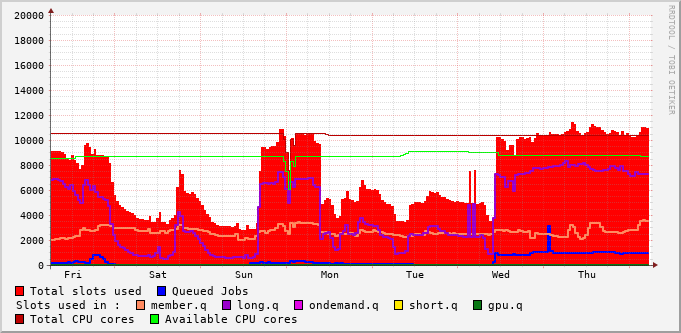 20000
18000
16000
14000
12000
10000
8000
6000
4000
2000
0
Fri Sat Sun Mon Tue Wed Thu
RRDTOOL / TOBI OETIKER
Total slots used Queued Jobs
Slots used in : member.q long.q ondemand.q short.q gpu.q
Total CPU cores Available CPU cores